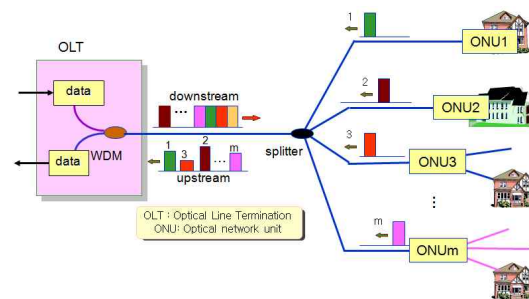 OLT
data
data
WDM
downstream
...
1 3 2 ... m
upstream
splitter
1
ONU1
2
ONU2
3
ONU3
...
m
ONUm
OLT : Optical Line Termination
ONU: Optical network unit